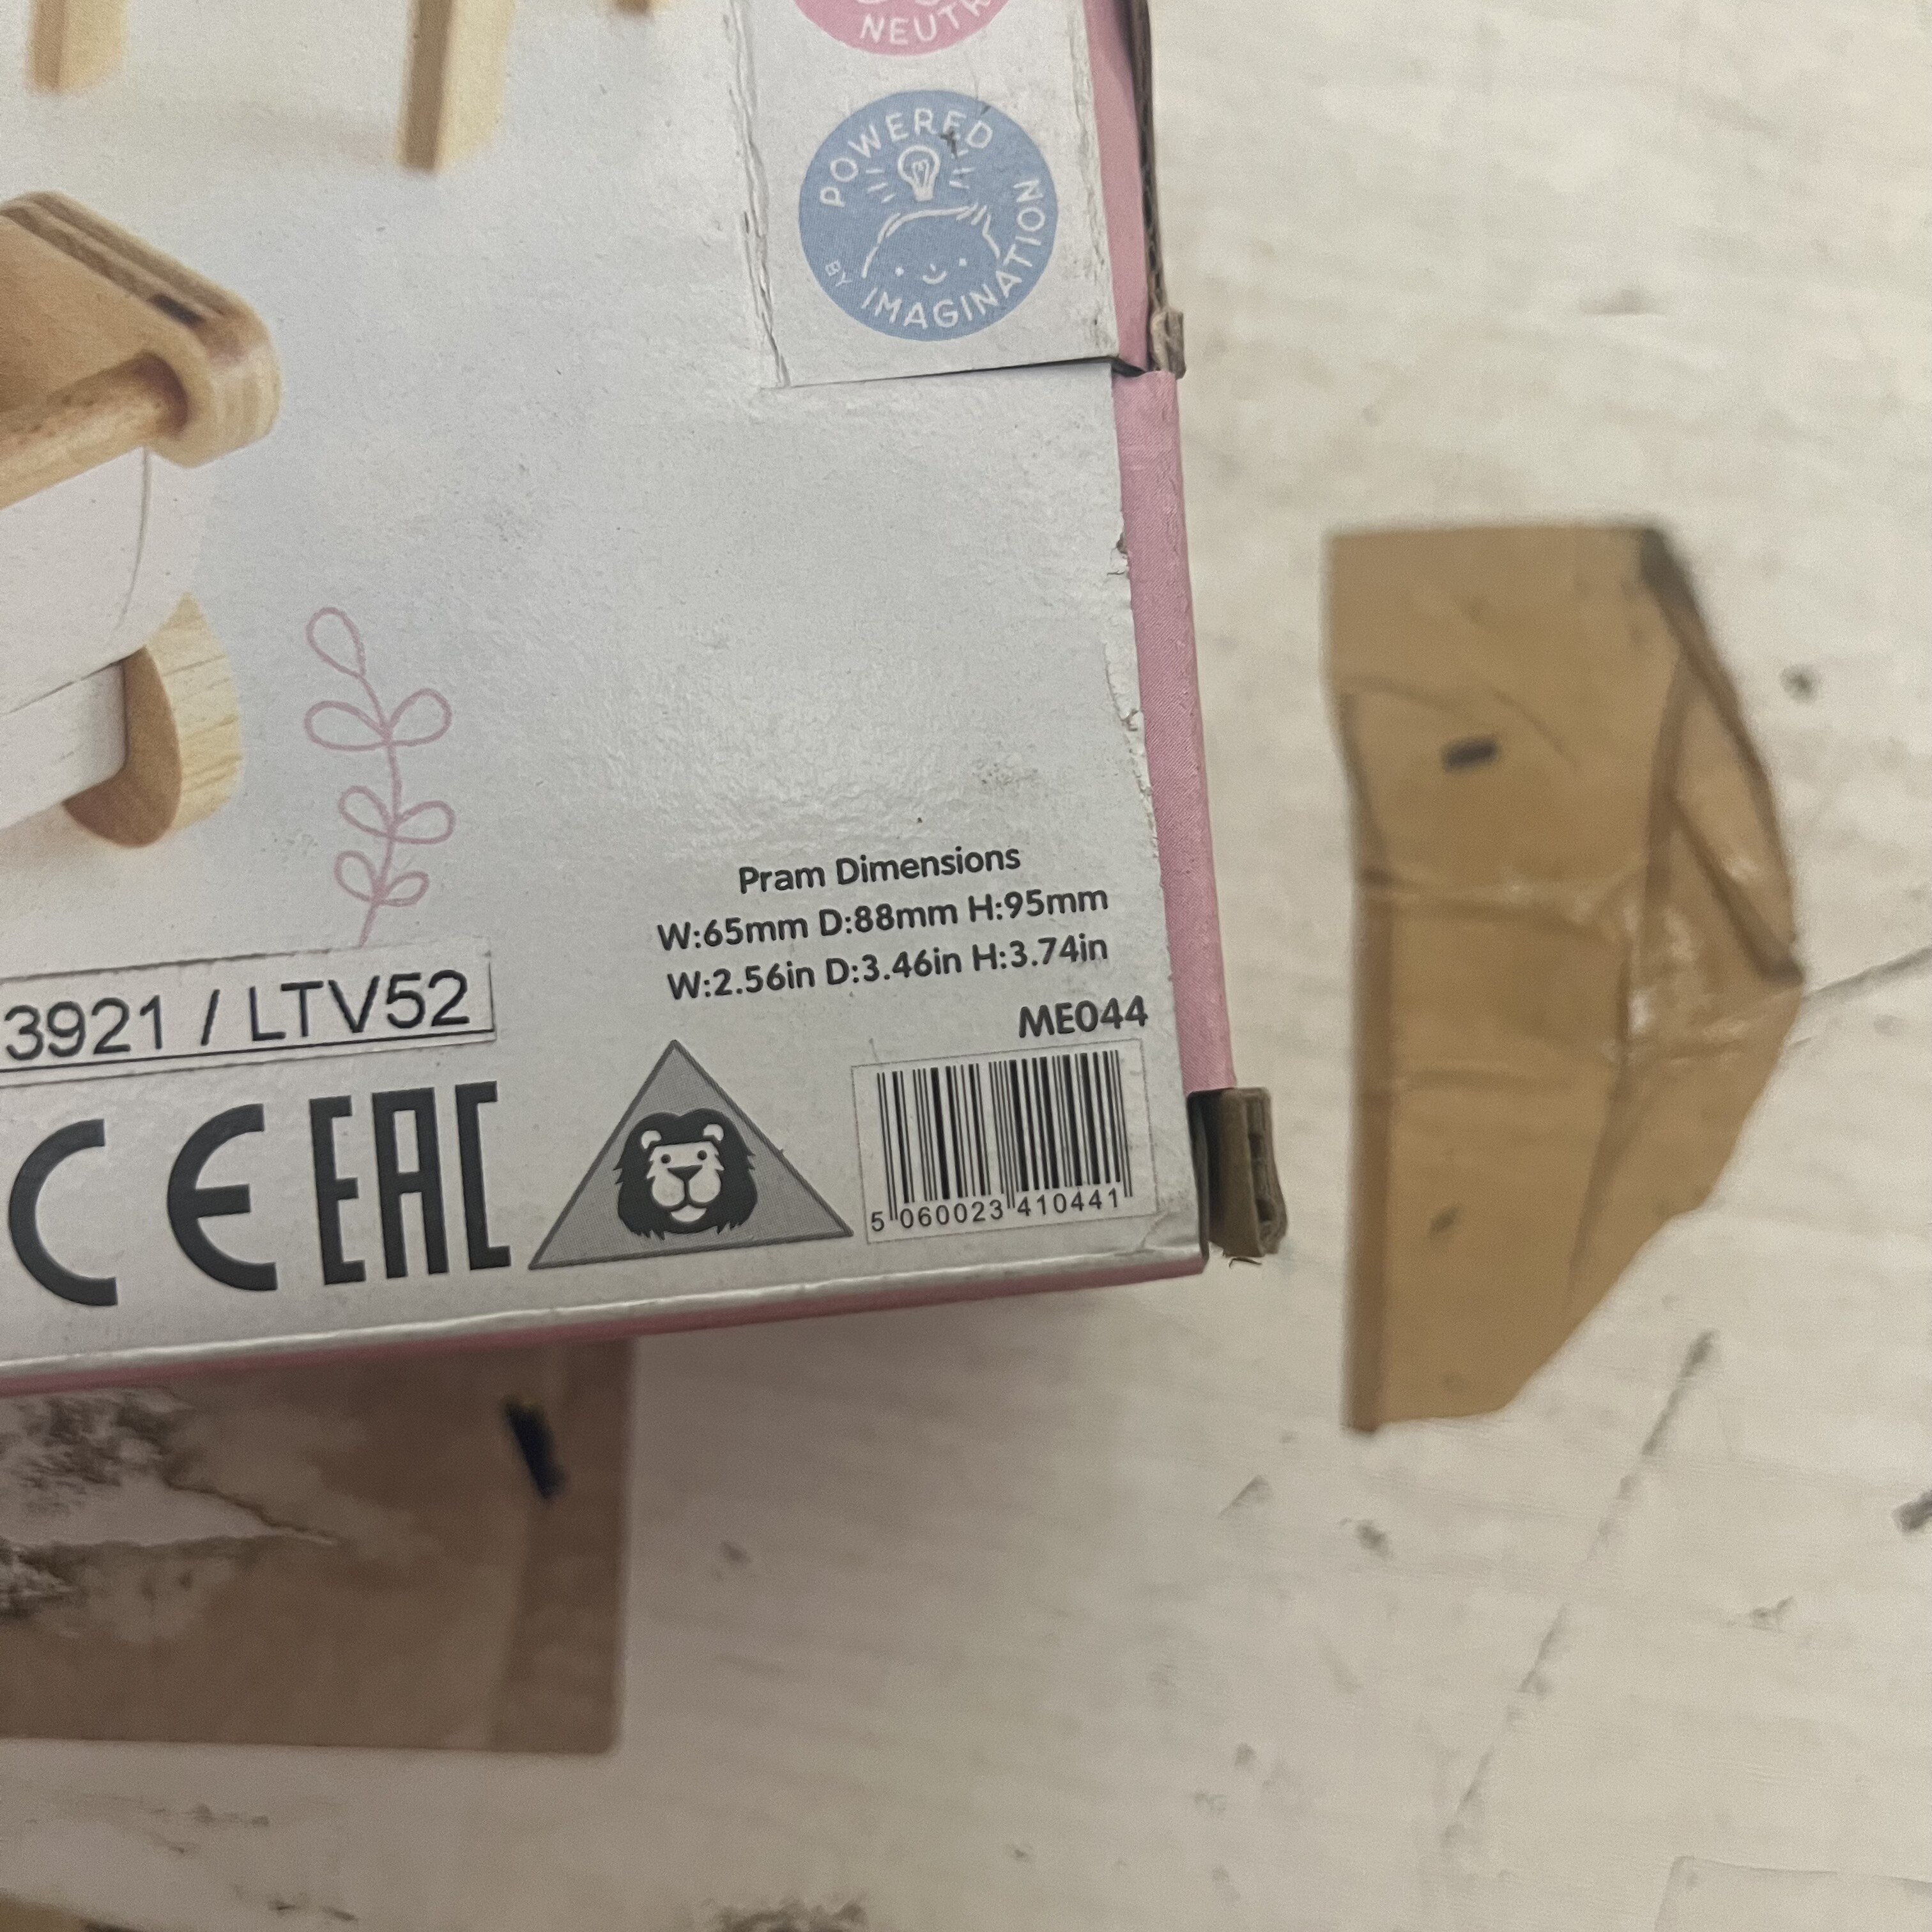 NEUTR
POWERED
BY IMAGINATION
Pram Dimensions
W:65mm D:88mm H:95mm
W:2.56in D:3.46in H:3.74in
ME044
3921 / LTV52
CE EAC
5 060023 410441